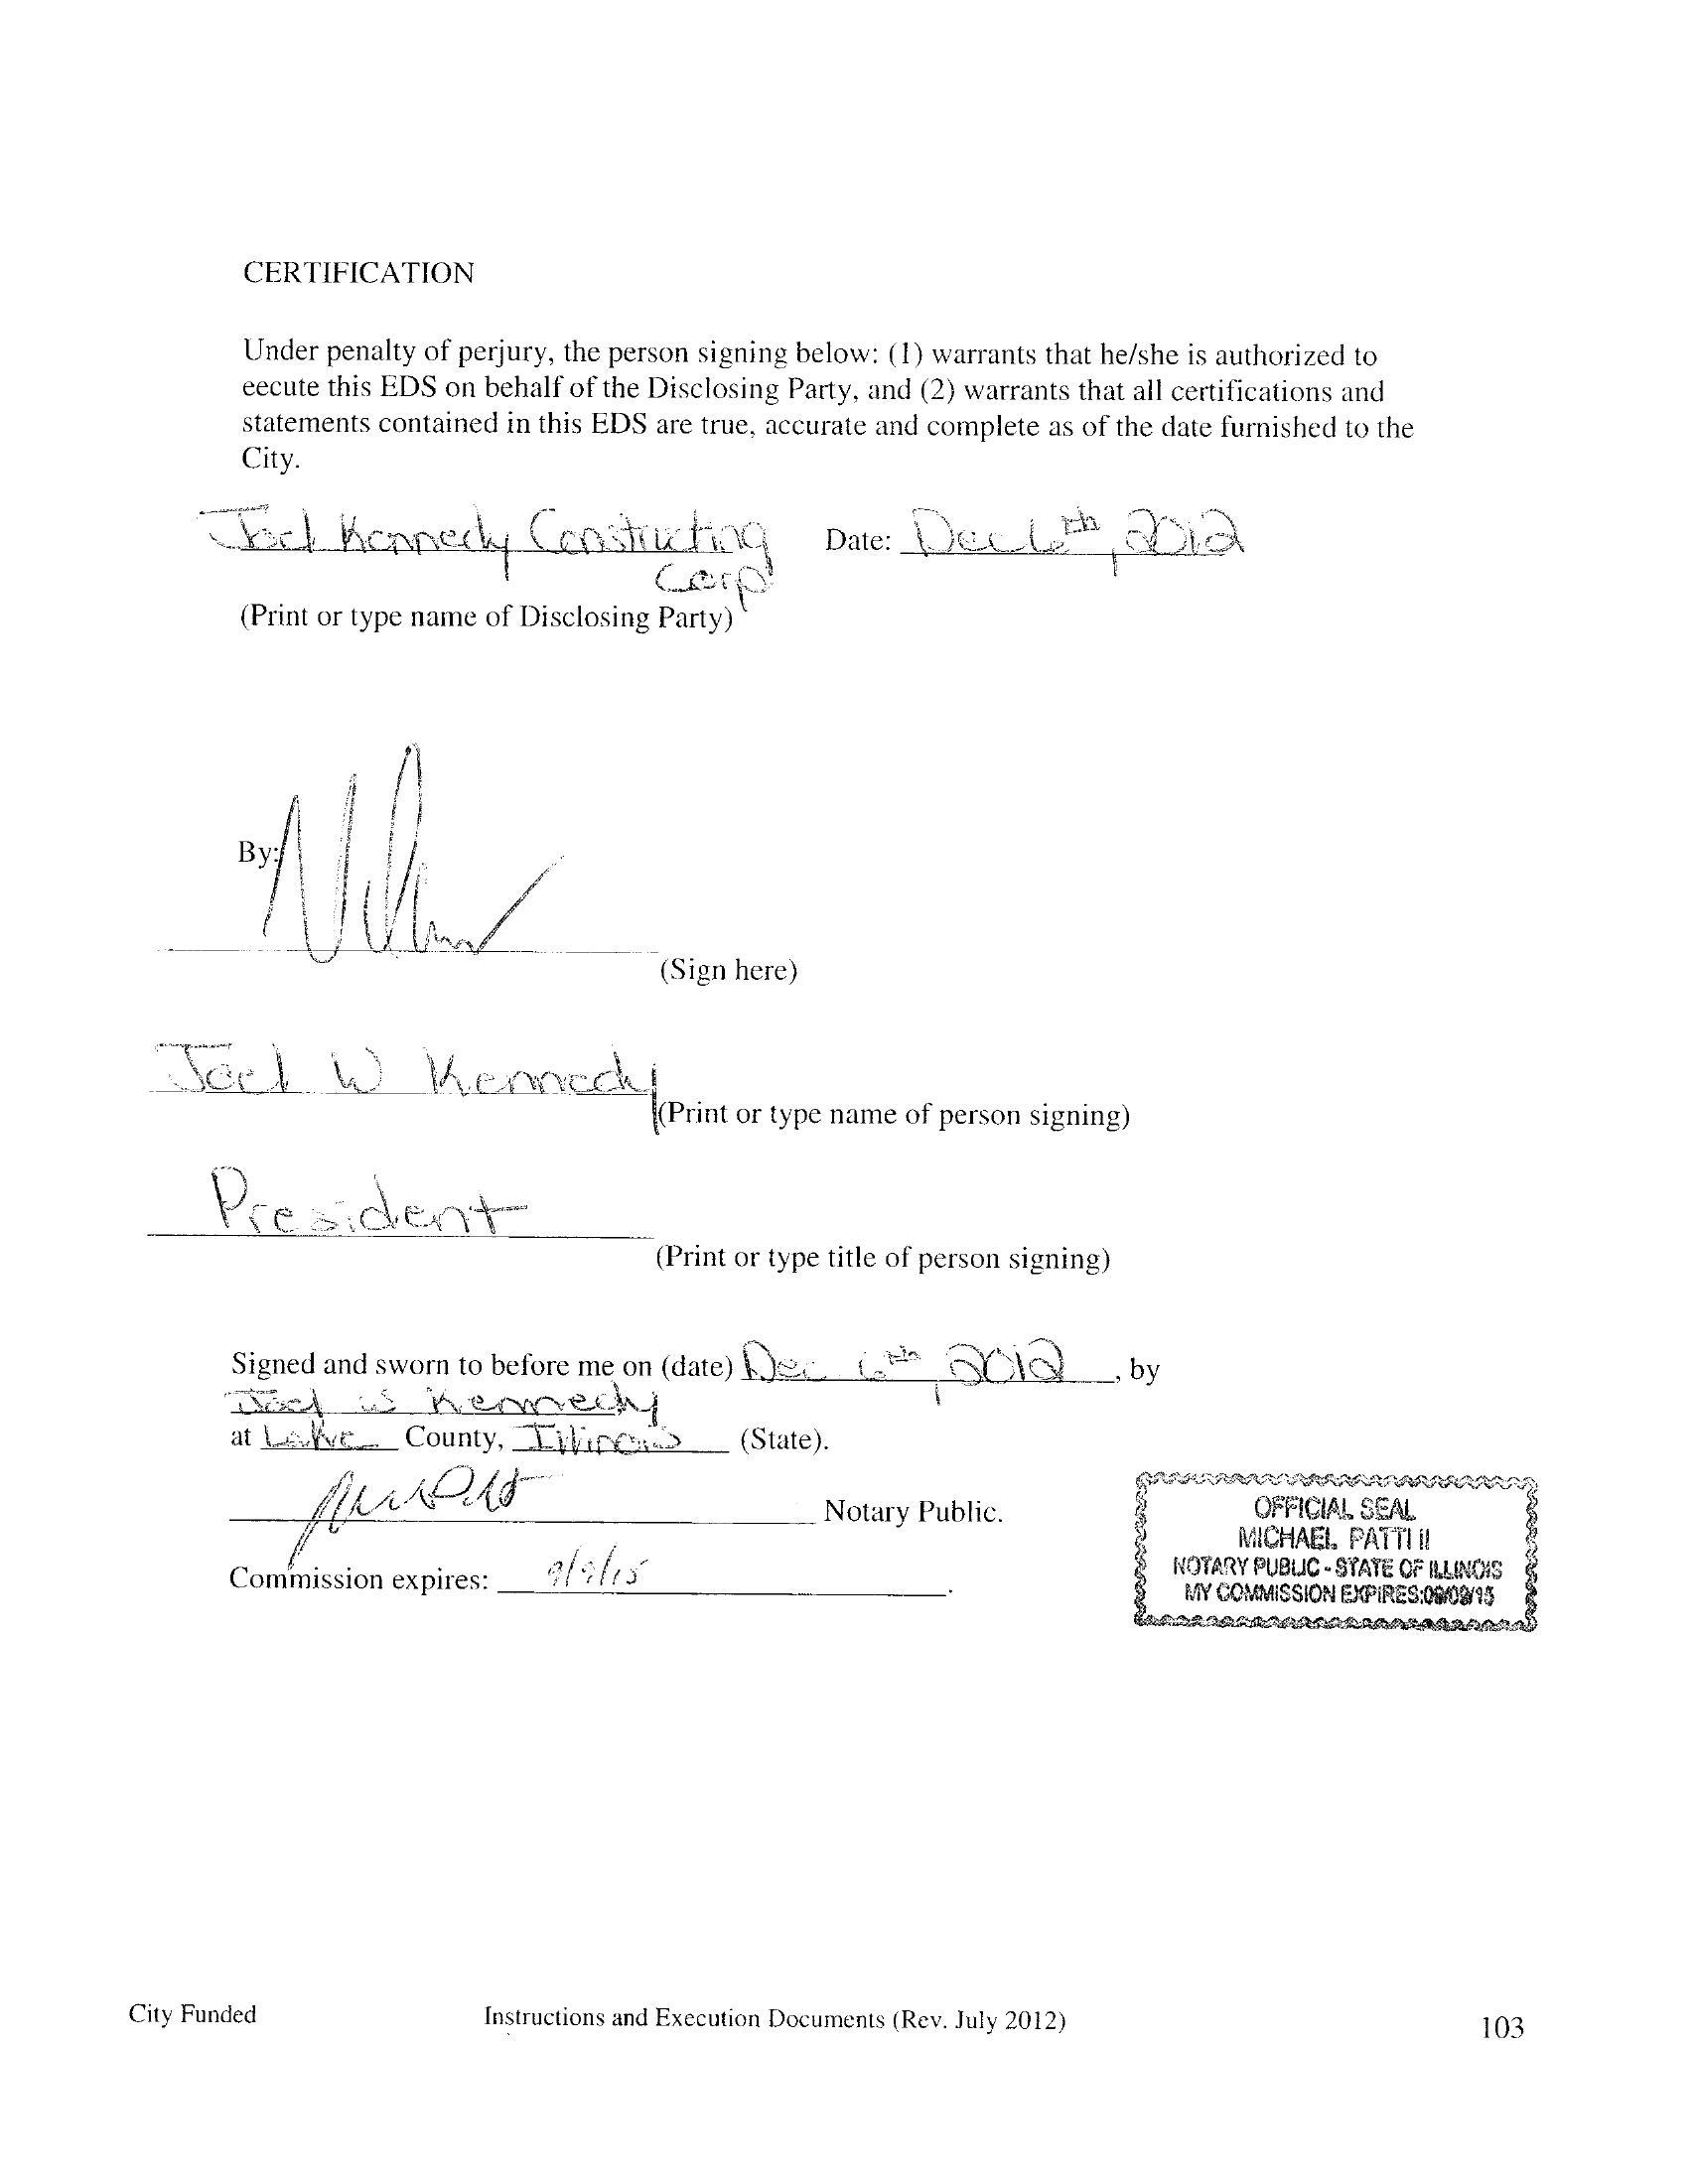 CERTIFICATION
Under penalty of perjury, the person signing below: (1) warrants that he/she is authorized to
eecute this EDS on behalf of the Disclosing Party, and (2) warrants that all certifications and
statements contained in this EDS are true, accurate and complete as of the date furnished to the
City.
Joel Kennedy Constructing Date: Dec 6th, 2012
Corp.
(Print or type name of Disclosing Party)
By:
(Sign here)
Joel W Kennedy
(Print or type name of person signing)
President
(Print or type title of person signing)
Signed and sworn to before me on (date) Dec 6th, 2012, by
Joel W Kennedy
at Lake County, Illinois (State).
Notary Public.
Commission expires: 9/9/15.
OFFICIAL SEAL
MICHAEL PATTI II
NOTARY PUBLIC - STATE OF ILLINOIS
MY COMMISSION EXPIRES:09/09/15
City Funded Instructions and Execution Documents (Rev. July 2012) 103